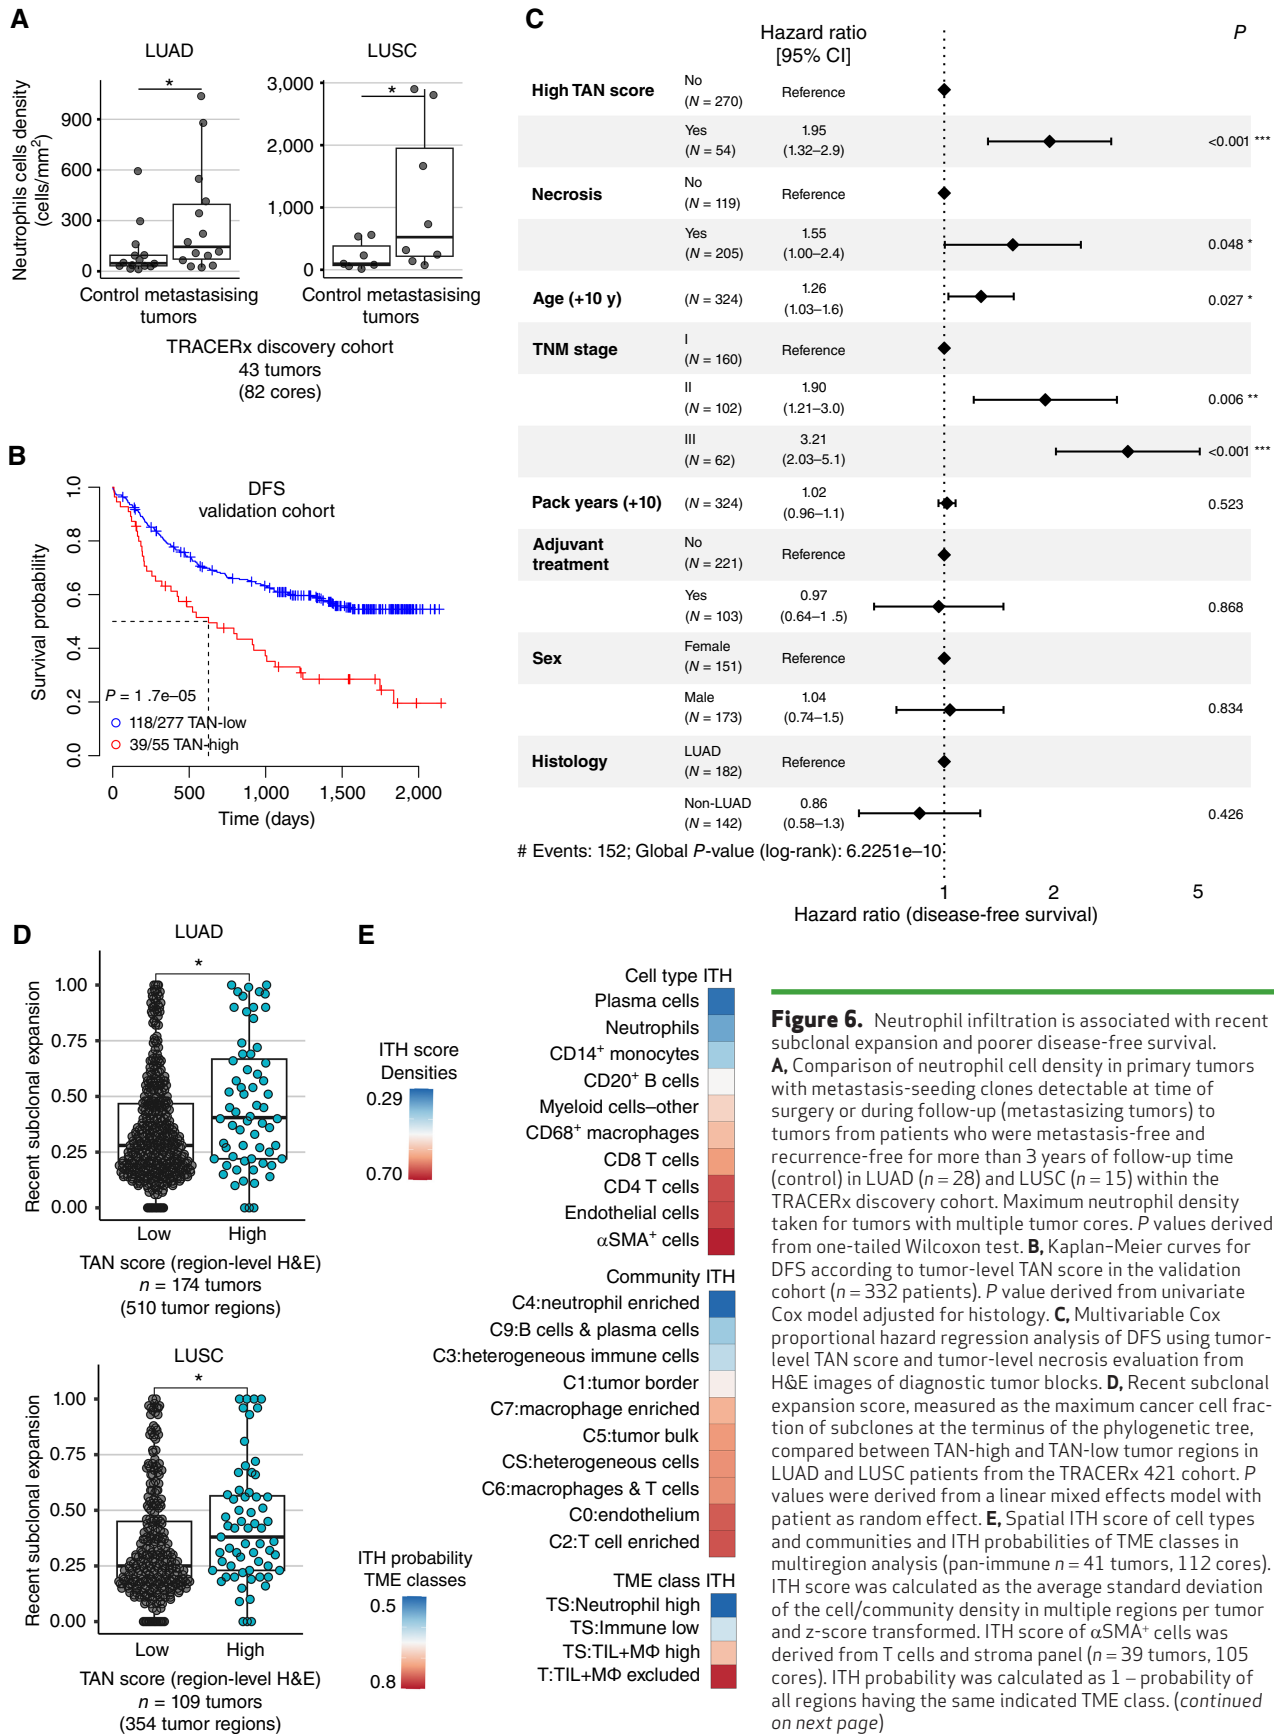 A
LUAD
LUSC
Neutrophils cells density
(cells/mm²)
900
600
300
0
*
3,000
2,000
1,000
0
*
Control metastasising
tumors
Control metastasising
tumors
TRACERx discovery cohort
43 tumors
(82 cores)
B
DFS
validation cohort
Survival probability
1.0
0.8
0.6
0.4
0.2
0.0
P = 1 .7e–05
118/277 TAN-low
39/55 TAN-high
0
500
1,000
1,500
2,000
Time (days)
C
Hazard ratio
[95% CI]
P
High TAN score
No
(N = 270)
Reference
Yes
(N = 54)
1.95
(1.32–2.9)
<0.001 ***
Necrosis
No
(N = 119)
Reference
Yes
(N = 205)
1.55
(1.00–2.4)
0.048 *
Age (+10 y)
(N = 324)
1.26
(1.03–1.6)
0.027 *
TNM stage
I
(N = 160)
Reference
II
(N = 102)
1.90
(1.21–3.0)
0.006 **
III
(N = 62)
3.21
(2.03–5.1)
<0.001 ***
Pack years (+10)
(N = 324)
1.02
(0.96–1.1)
0.523
Adjuvant
treatment
No
(N = 221)
Reference
Yes
(N = 103)
0.97
(0.64–1 .5)
0.868
Sex
Female
(N = 151)
Reference
Male
(N = 173)
1.04
(0.74–1.5)
0.834
Histology
LUAD
(N = 182)
Reference
Non-LUAD
(N = 142)
0.86
(0.58–1.3)
0.426
# Events: 152; Global P-value (log-rank): 6.2251e–10
1
2
5
Hazard ratio (disease-free survival)
D
LUAD
Recent subclonal expansion
1.00
0.75
0.50
0.25
0.00
*
Low
High
TAN score (region-level H&E)
n = 174 tumors
(510 tumor regions)
LUSC
Recent subclonal expansion
1.00
0.75
0.50
0.25
0.00
*
Low
High
TAN score (region-level H&E)
n = 109 tumors
(354 tumor regions)
E
ITH score
Densities
0.29
0.70
Cell type ITH
Plasma cells
Neutrophils
CD14⁺ monocytes
CD20⁺ B cells
Myeloid cells–other
CD68⁺ macrophages
CD8 T cells
CD4 T cells
Endothelial cells
αSMA⁺ cells
Community ITH
C4:neutrophil enriched
C9:B cells & plasma cells
C3:heterogeneous immune cells
C1:tumor border
C7:macrophage enriched
C5:tumor bulk
CS:heterogeneous cells
C6:macrophages & T cells
C0:endothelium
C2:T cell enriched
ITH probability
TME classes
0.5
0.8
TME class ITH
TS:Neutrophil high
TS:Immune low
TS:TIL+MΦ high
T:TIL+MΦ excluded
Figure 6. Neutrophil infiltration is associated with recent
subclonal expansion and poorer disease-free survival.
A, Comparison of neutrophil cell density in primary tumors
with metastasis-seeding clones detectable at time of
surgery or during follow-up (metastasizing tumors) to
tumors from patients who were metastasis-free and
recurrence-free for more than 3 years of follow-up time
(control) in LUAD (n = 28) and LUSC (n = 15) within the
TRACERx discovery cohort. Maximum neutrophil density
taken for tumors with multiple tumor cores. P values derived
from one-tailed Wilcoxon test. B, Kaplan–Meier curves for
DFS according to tumor-level TAN score in the validation
cohort (n = 332 patients). P value derived from univariate
Cox model adjusted for histology. C, Multivariable Cox
proportional hazard regression analysis of DFS using tumor-
level TAN score and tumor-level necrosis evaluation from
H&E images of diagnostic tumor blocks. D, Recent subclonal
expansion score, measured as the maximum cancer cell frac-
tion of subclones at the terminus of the phylogenetic tree,
compared between TAN-high and TAN-low tumor regions in
LUAD and LUSC patients from the TRACERx 421 cohort. P
values were derived from a linear mixed effects model with
patient as random effect. E, Spatial ITH score of cell types
and communities and ITH probabilities of TME classes in
multiregion analysis (pan-immune n = 41 tumors, 112 cores).
ITH score was calculated as the average standard deviation
of the cell/community density in multiple regions per tumor
and z-score transformed. ITH score of αSMA⁺ cells was
derived from T cells and stroma panel (n = 39 tumors, 105
cores). ITH probability was calculated as 1 – probability of
all regions having the same indicated TME class. (continued
on next page)